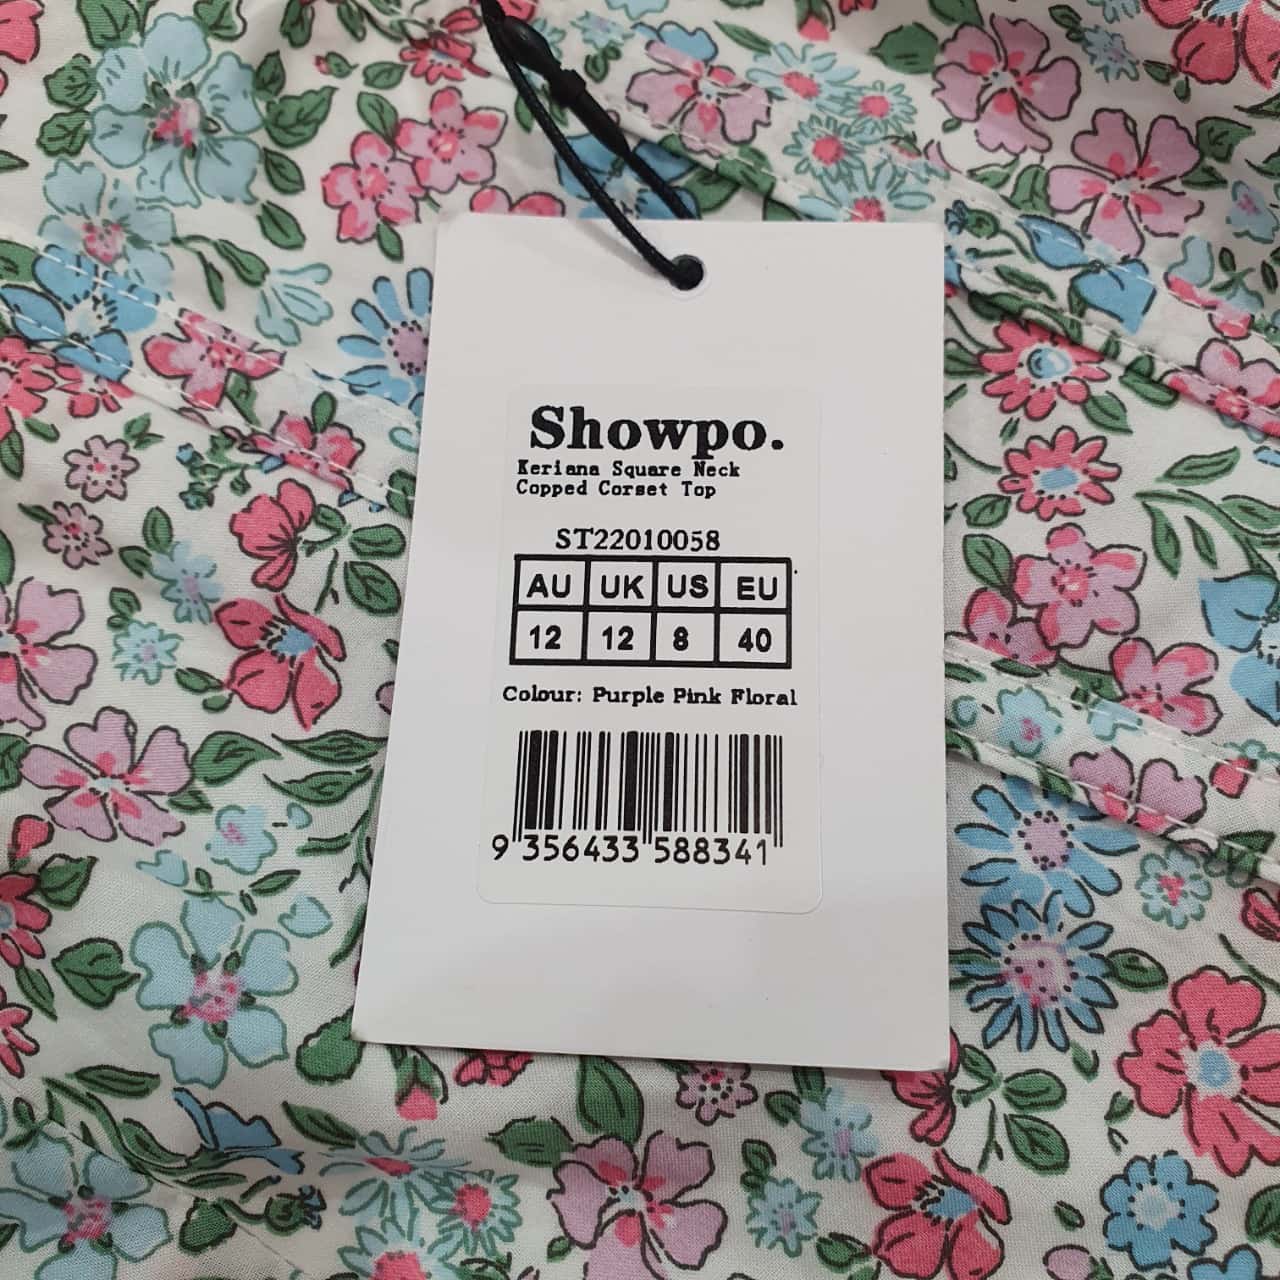 Showpo.
Keriana Square Neck
Copped Corset Top
ST22010058
AU UK US EU
12 12 8 40
Colour: Purple Pink Floral
9 356433 588341